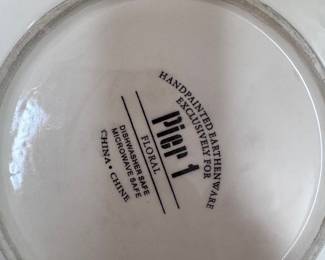 HANDPAINTED EARTHENWARE
EXCLUSIVELY FOR
Pier 1
FLORAL
DISHWASHER SAFE
MICROWAVE SAFE
CHINA • CHINE